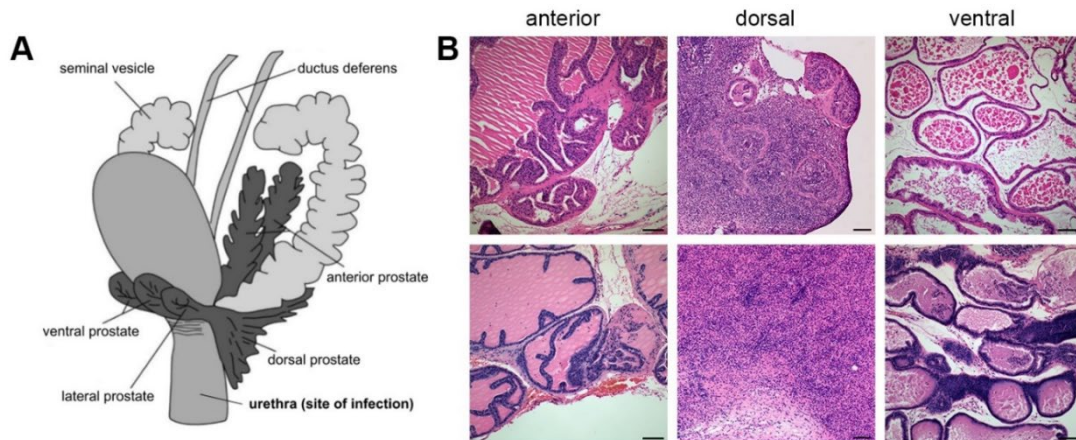 A
seminal vesicle
ductus deferens
anterior prostate
ventral prostate
dorsal prostate
lateral prostate
urethra (site of infection)
B
anterior dorsal ventral